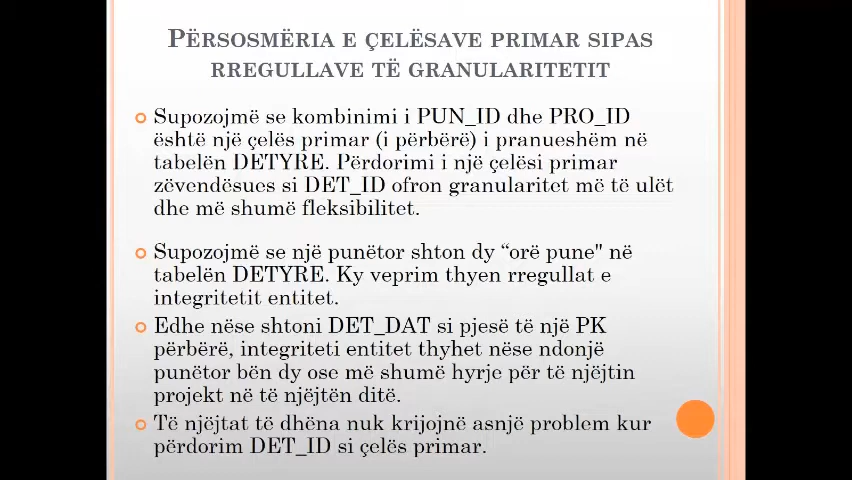 PËRSOSMËRIA E ÇELËSAVE PRIMAR SIPAS
RREGULLAVE TË GRANULARITETIT
Supozojmë se kombinimi i PUN_ID dhe PRO_ID
është një çelës primar (i përbërë) i pranueshëm në
tabelën DETYRE. Përdorimi i një çelësi primar
zëvendësues si DET_ID ofron granularitet më të ulët
dhe më shumë fleksibilitet.
Supozojmë se një punëtor shton dy “orë pune" në
tabelën DETYRE. Ky veprim thyen rregullat e
integritetit entitet.
Edhe nëse shtoni DET_DAT si pjesë të një PK
përbërë, integriteti entitet thyhet nëse ndonjë
punëtor bën dy ose më shumë hyrje për të njëjtin
projekt në të njëjtën ditë.
Të njëjtat të dhëna nuk krijojnë asnjë problem kur
përdorim DET_ID si çelës primar.